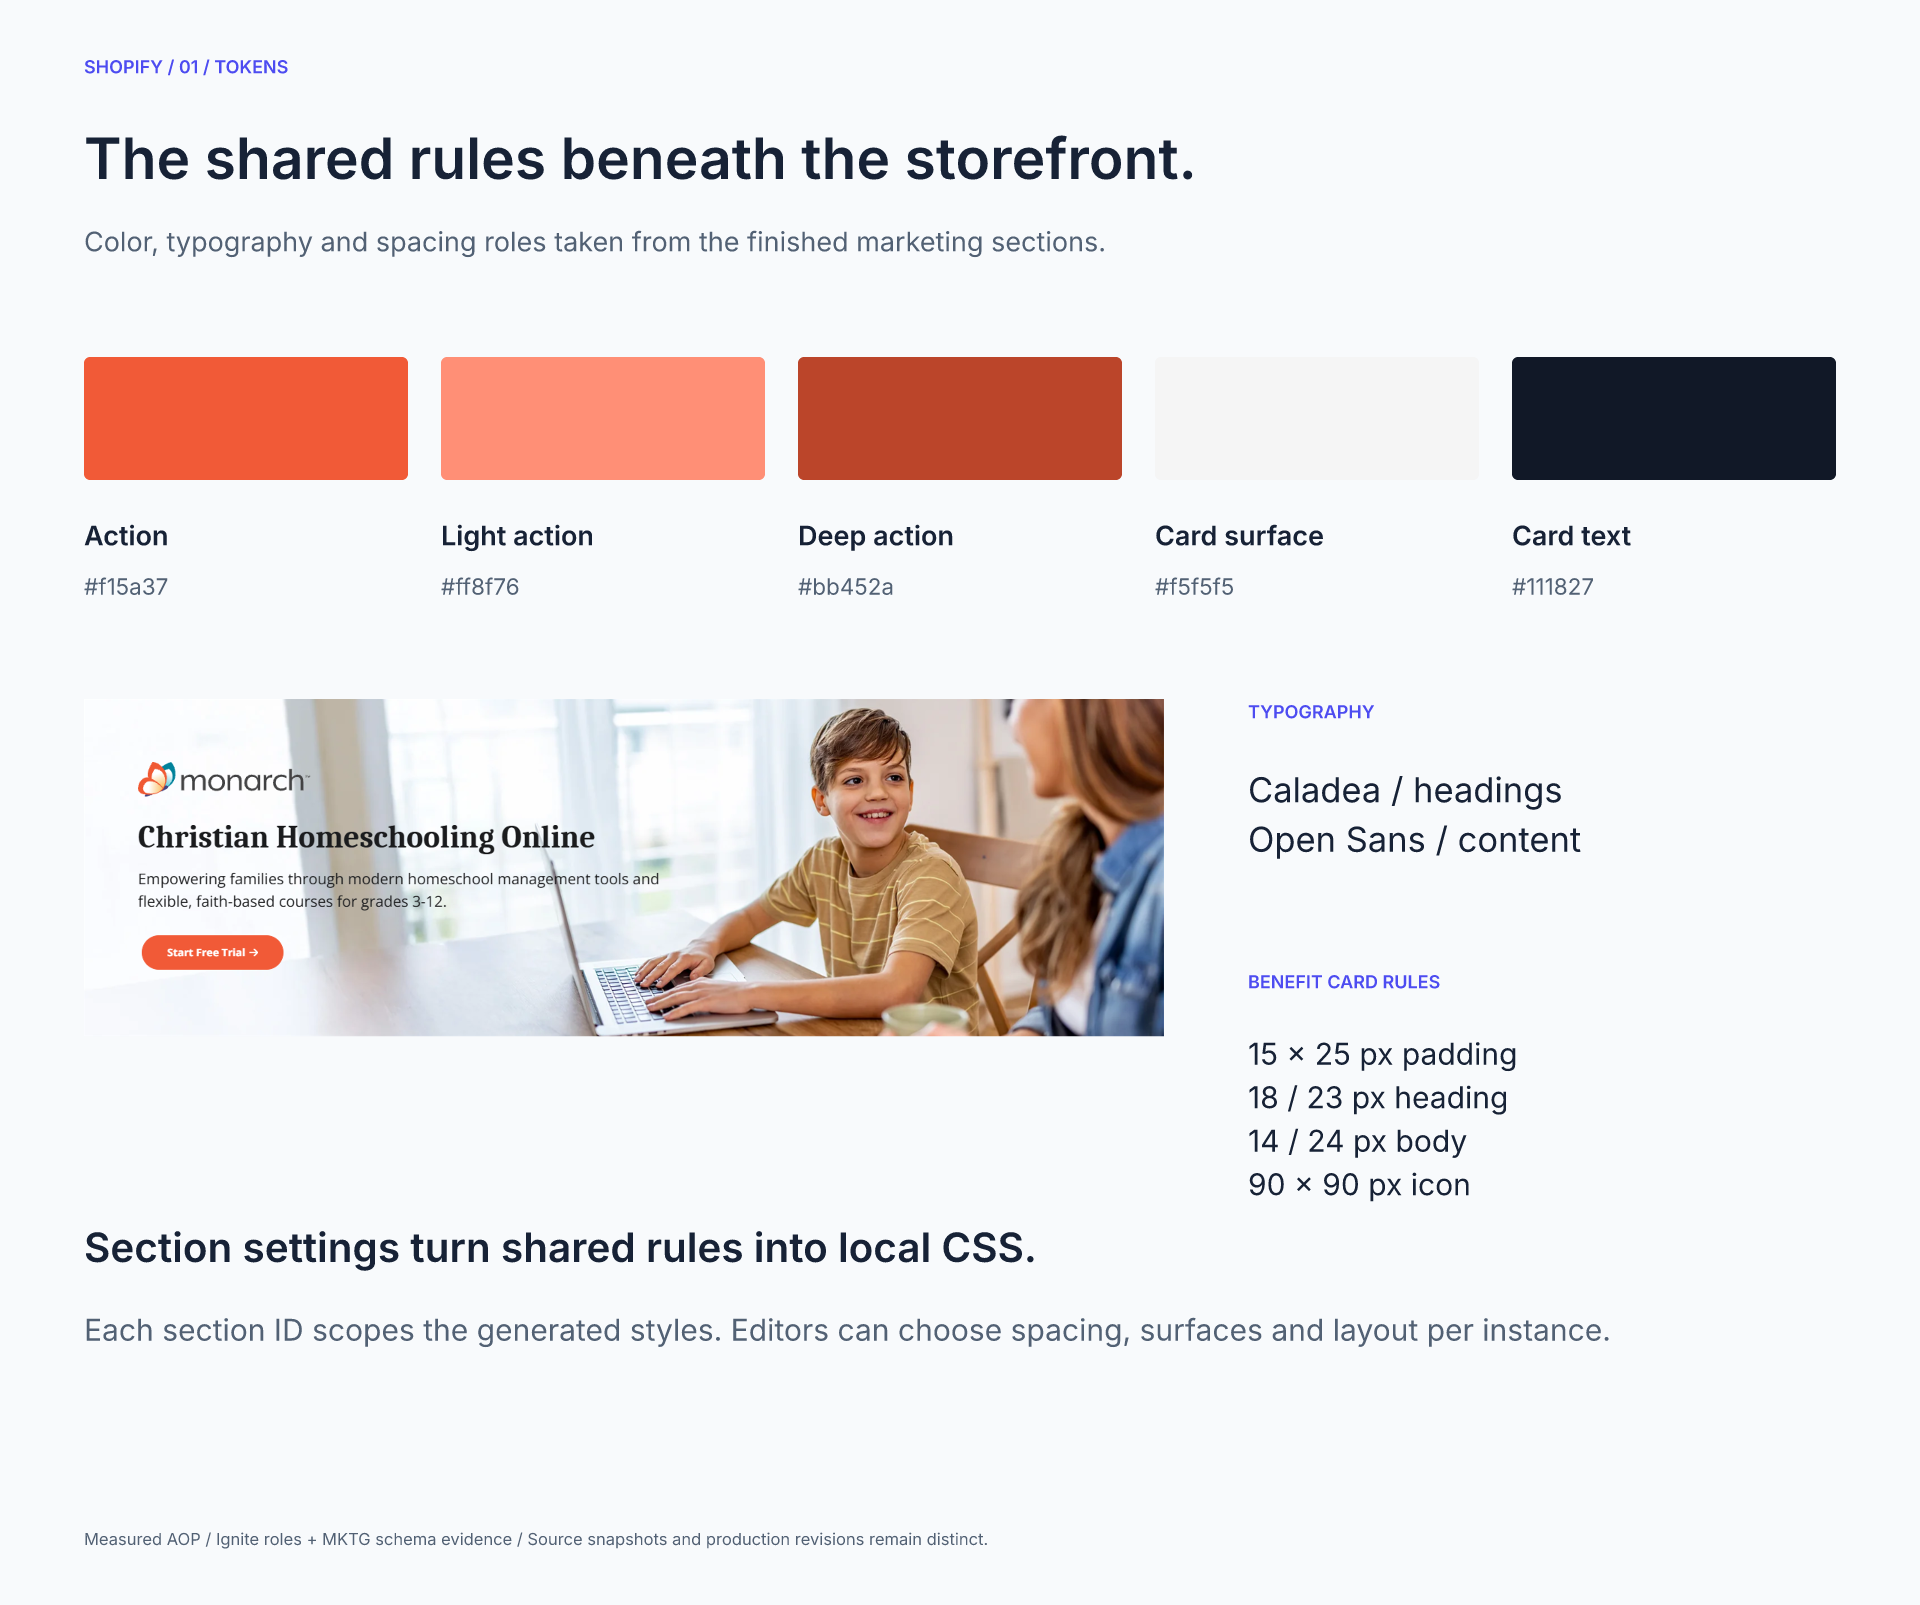 SHOPIFY / 01 / TOKENS
The shared rules beneath the storefront.
Color, typography and spacing roles taken from the finished marketing sections.
Action
#f15a37
Light action
#ff8f76
Deep action
#bb452a
Card surface
#f5f5f5
Card text
#111827
monarch™
Christian Homeschooling Online
Empowering families through modern homeschool management tools and
flexible, faith-based courses for grades 3-12.
Start Free Trial →
TYPOGRAPHY
Caladea / headings
Open Sans / content
BENEFIT CARD RULES
15 × 25 px padding
18 / 23 px heading
14 / 24 px body
90 × 90 px icon
Section settings turn shared rules into local CSS.
Each section ID scopes the generated styles. Editors can choose spacing, surfaces and layout per instance.
Measured AOP / Ignite roles + MKTG schema evidence / Source snapshots and production revisions remain distinct.